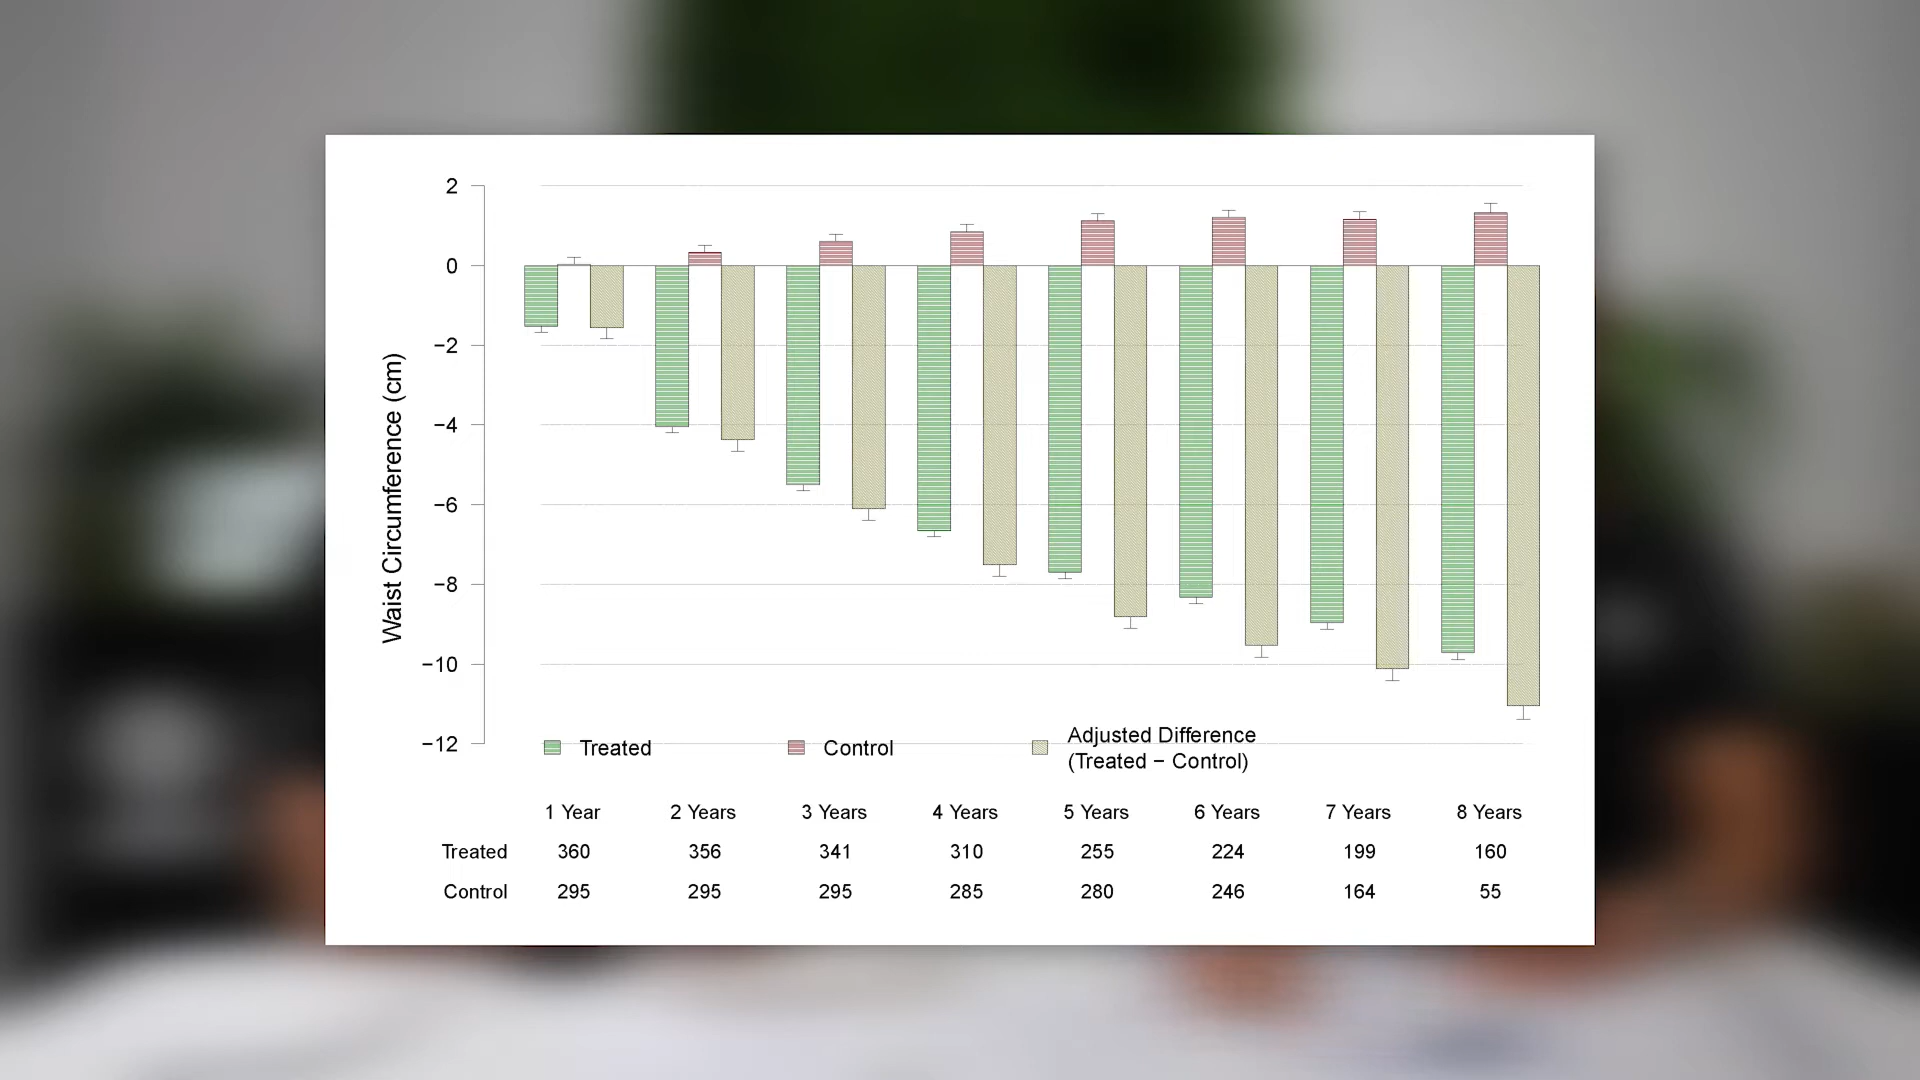 2
0
−2
−4
−6
−8
−10
−12
Waist Circumference (cm)
Treated
Control
Adjusted Difference
(Treated − Control)
1 Year 2 Years 3 Years 4 Years 5 Years 6 Years 7 Years 8 Years
Treated 360 356 341 310 255 224 199 160
Control 295 295 295 285 280 246 164 55